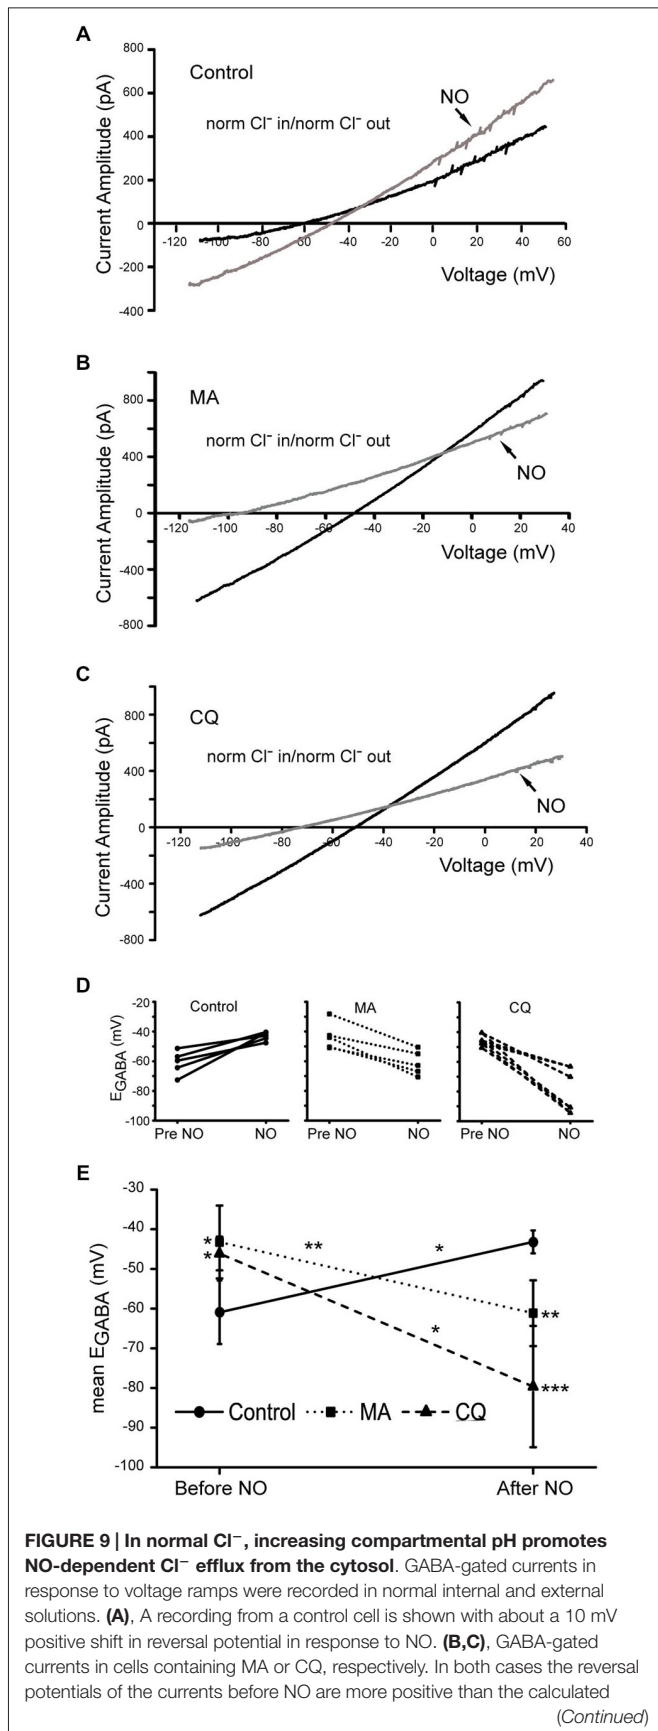 A
800
Control
600
NO
norm Cl⁻ in/norm Cl⁻ out
400
200
0
-120 -100 -80 -60 -40 -20 0 20 40 60
-200
Voltage (mV)
-400
Current Amplitude (pA)
B
800
MA
norm Cl⁻ in/norm Cl⁻ out
400
NO
0
-120 -100 -80 -60 -40 -20 0 20 40
Voltage (mV)
-400
-800
Current Amplitude (pA)
C
800
CQ
norm Cl⁻ in/norm Cl⁻ out
400
NO
0
-120 -100 -80 -60 -40 -20 0 20 40
Voltage (mV)
-400
-800
Current Amplitude (pA)
D
-20
Control MA CQ
-40
-60
-80
-100
EGABA (mV)
Pre NO NO Pre NO NO Pre NO NO
E
-30
-40
* ** *
*
-50
-60
**
-70
*
-80
***
Control MA CQ
-90
-100
mean EGABA (mV)
Before NO After NO
FIGURE 9 | In normal Cl⁻, increasing compartmental pH promotes
NO-dependent Cl⁻ efflux from the cytosol. GABA-gated currents in
response to voltage ramps were recorded in normal internal and external
solutions. (A), A recording from a control cell is shown with about a 10 mV
positive shift in reversal potential in response to NO. (B,C), GABA-gated
currents in cells containing MA or CQ, respectively. In both cases the reversal
potentials of the currents before NO are more positive than the calculated
(Continued)